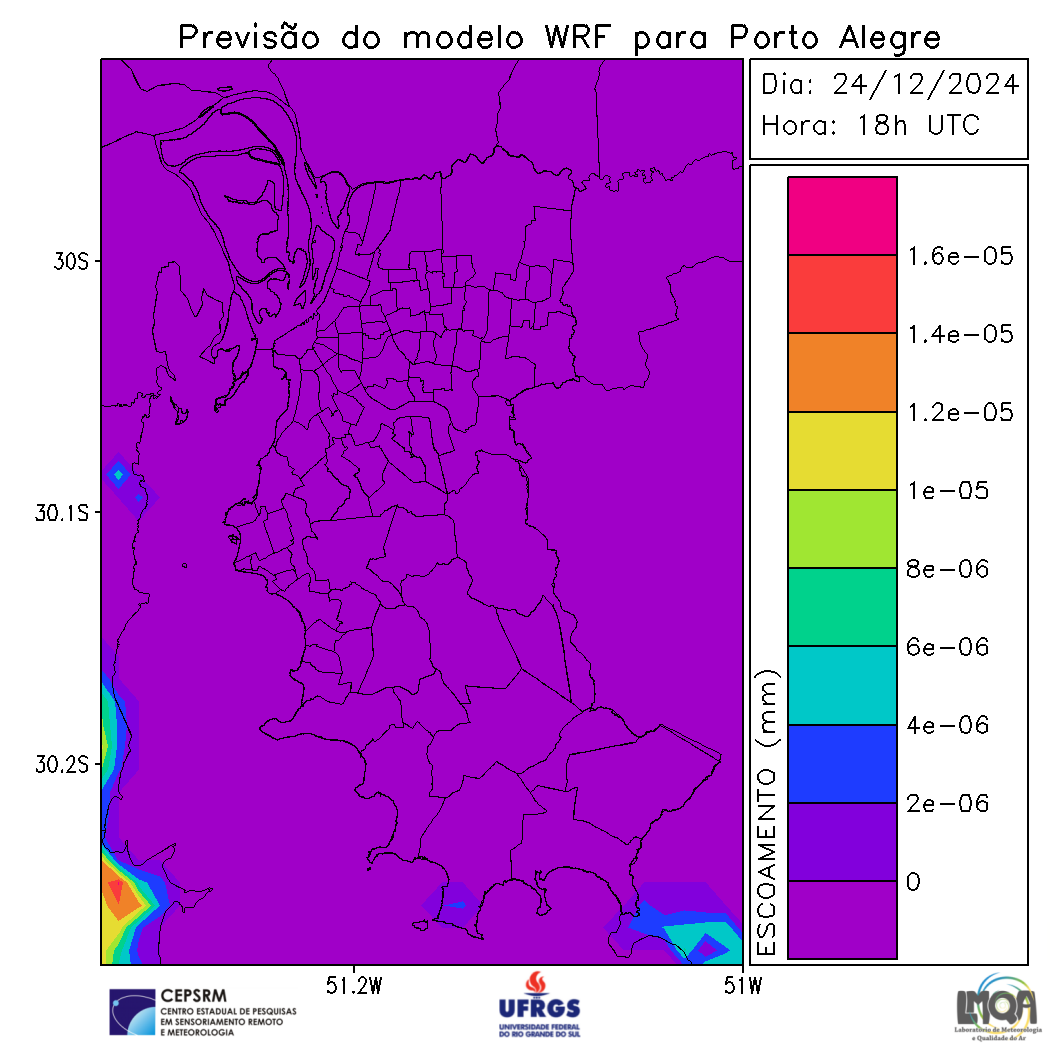 Previsão do modelo WRF para Porto Alegre
Dia: 24/12/2024
Hora: 18h UTC
30S
30.1S
30.2S
51.2W
51W
1.6e-05
1.4e-05
1.2e-05
1e-05
8e-06
6e-06
4e-06
2e-06
0
ESCOAMENTO (mm)
CEPSRM
CENTRO ESTADUAL DE PESQUISAS
EM SENSORIAMENTO REMOTO
E METEOROLOGIA
UFRGS
UNIVERSIDADE FEDERAL
DO RIO GRANDE DO SUL
LMQA
Laboratório de Meteorologia
e Qualidade do Ar